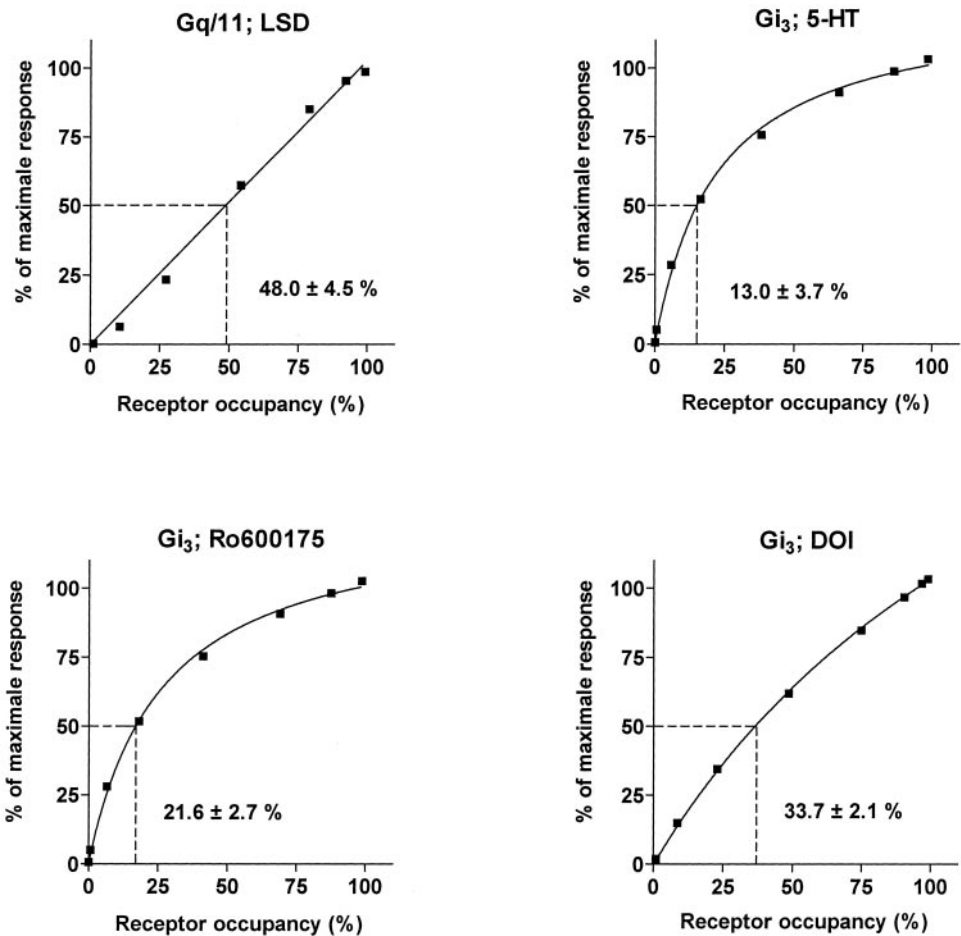 Gq/11; LSD
% of maximale response
100
75
50
25
0
48.0 ± 4.5 %
0 25 50 75 100
Receptor occupancy (%)
Gi₃; 5-HT
% of maximale response
100
75
50
25
0
13.0 ± 3.7 %
0 25 50 75 100
Receptor occupancy (%)
Gi₃; Ro600175
% of maximale response
100
75
50
25
0
21.6 ± 2.7 %
0 25 50 75 100
Receptor occupancy (%)
Gi₃; DOI
% of maximale response
100
75
50
25
0
33.7 ± 2.1 %
0 25 50 75 100
Receptor occupancy (%)